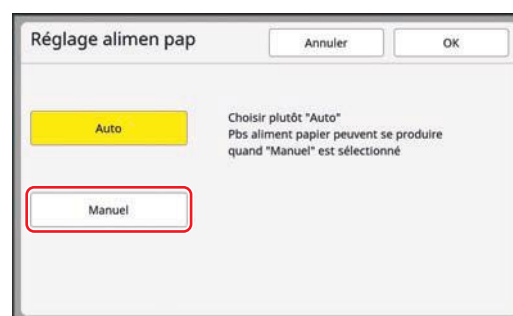 Réglage alimen pap
Annuler
OK
Auto
Choisir plutôt "Auto"
Pbs aliment papier peuvent se produire
quand "Manuel" est sélectionné
Manuel